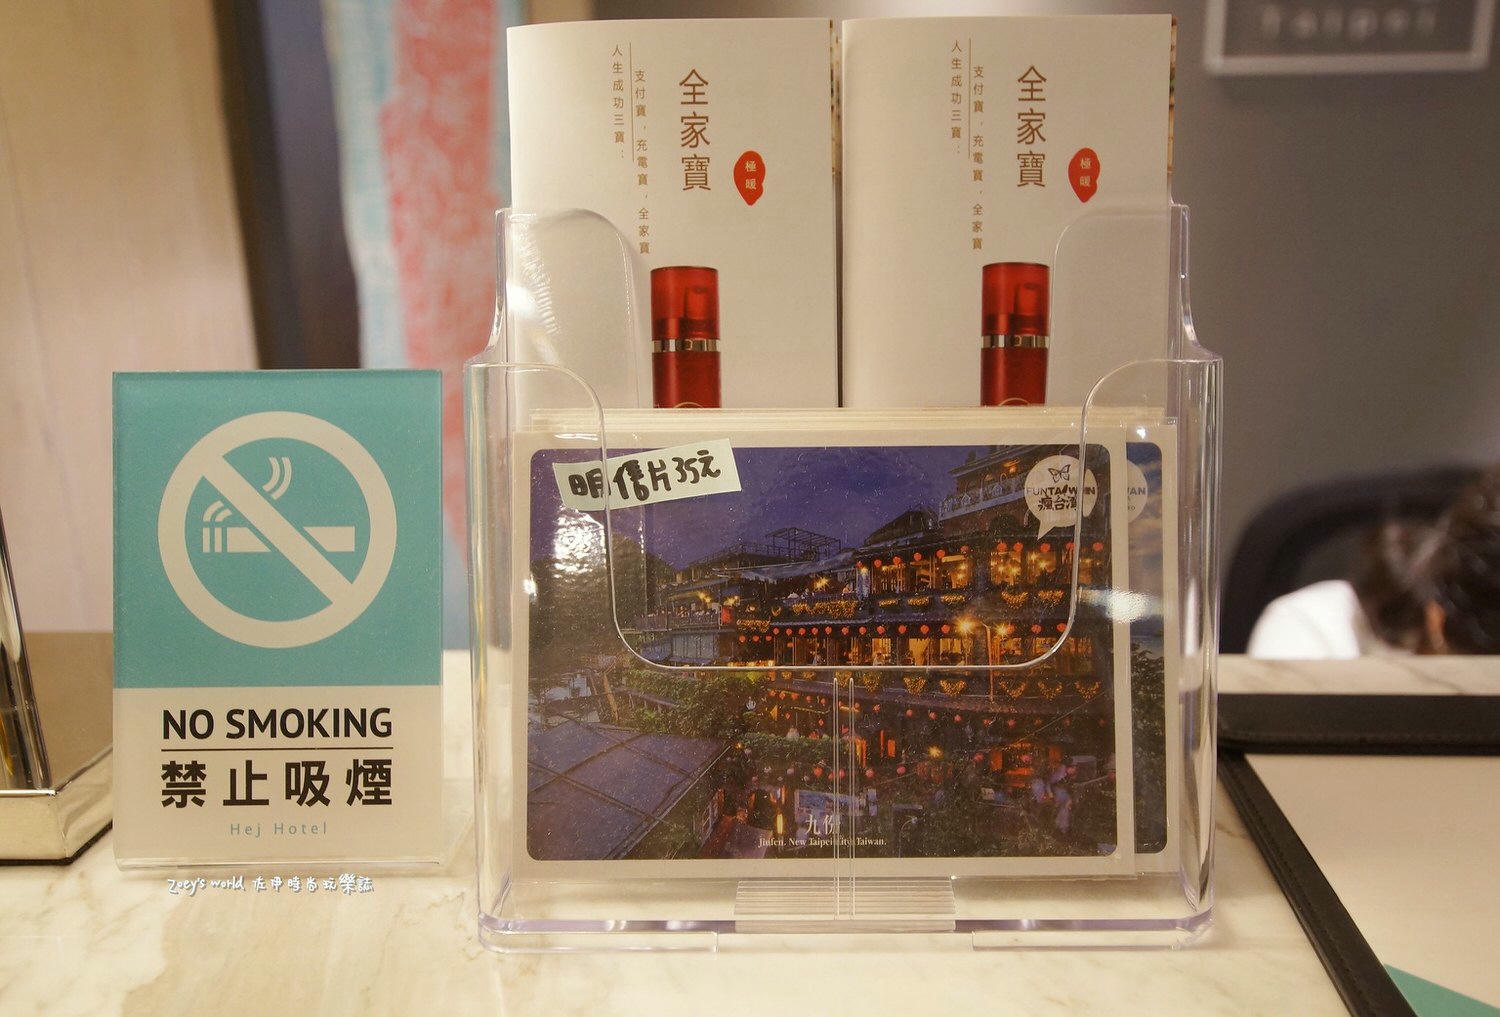 Taipei
人生成功三寶：
支付寶，充電寶，全家寶
全家寶
極暖
人生成功三寶：
支付寶，充電寶，全家寶
全家寶
極暖
明信片35元
FUNTAIWAN
瘋台灣
WAN
NO SMOKING
禁止吸煙
Hej Hotel
九份
Jiufen. New Taipei City. Taiwan.
Zoey's world 佐伊時尚玩樂誌